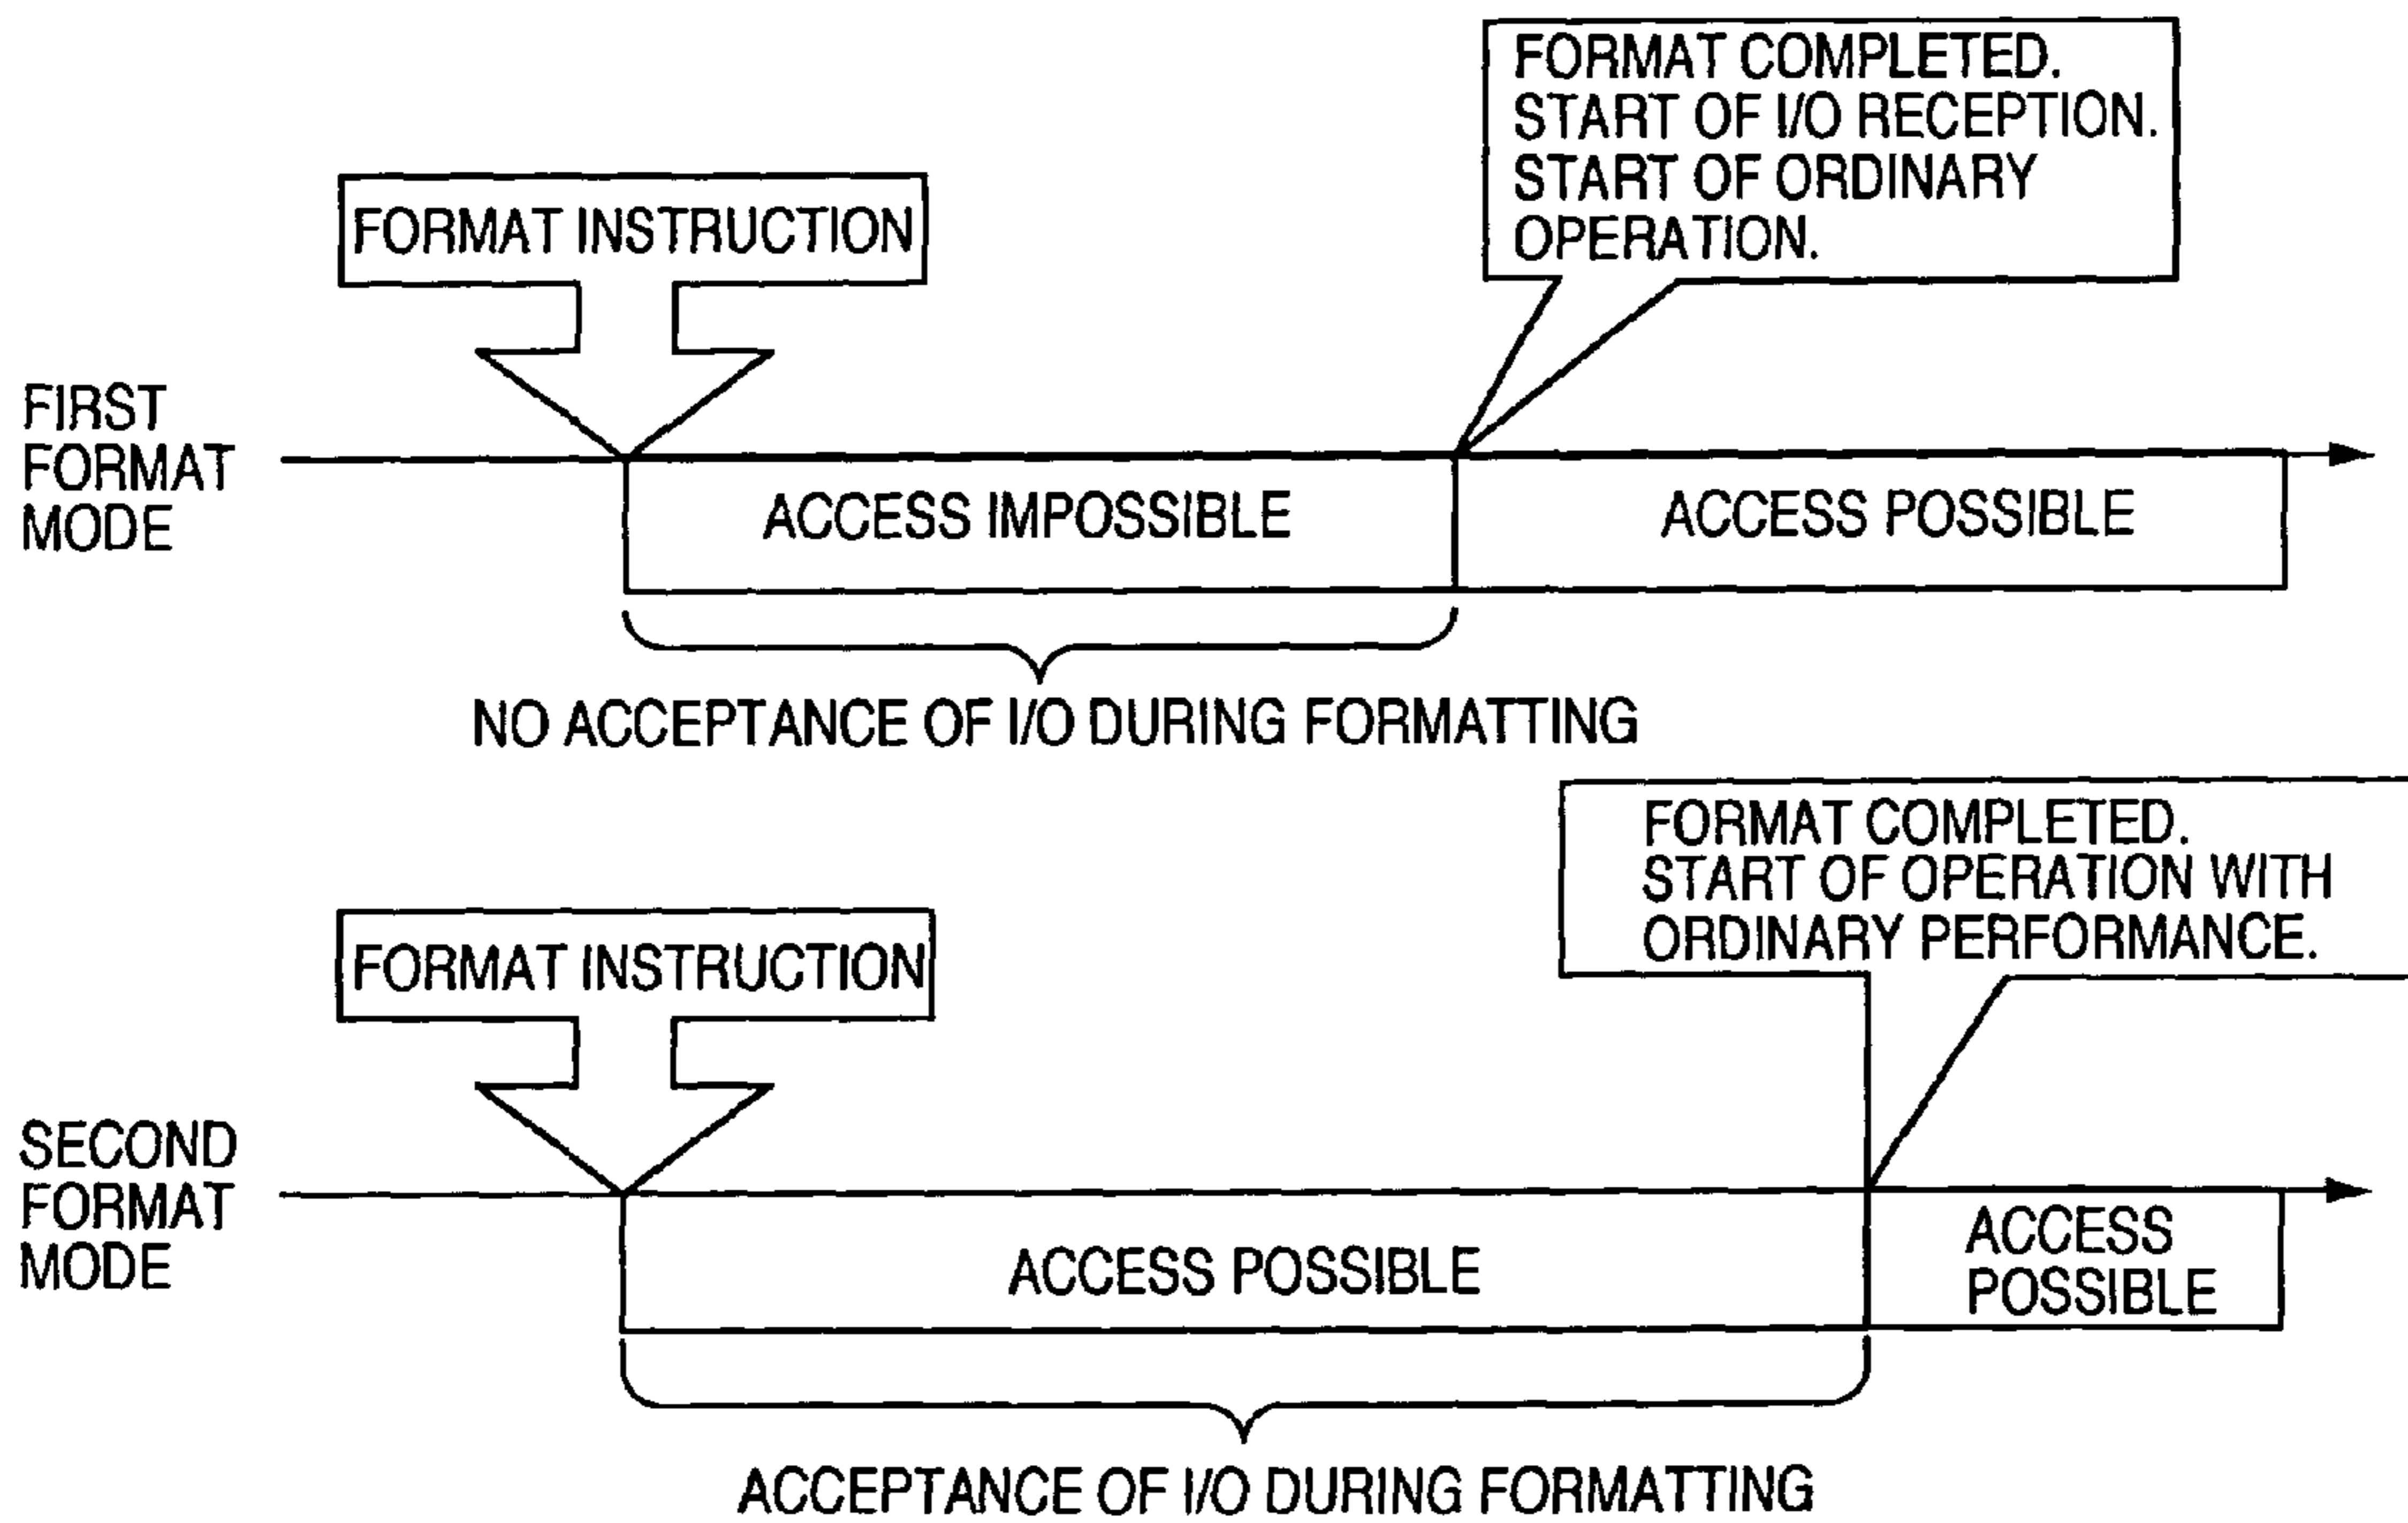 FORMAT COMPLETED.
START OF I/O RECEPTION.
START OF ORDINARY
OPERATION.
FORMAT INSTRUCTION
FIRST
FORMAT
MODE
ACCESS IMPOSSIBLE
ACCESS POSSIBLE
NO ACCEPTANCE OF I/O DURING FORMATTING
FORMAT COMPLETED.
START OF OPERATION WITH
ORDINARY PERFORMANCE.
FORMAT INSTRUCTION
SECOND
FORMAT
MODE
ACCESS POSSIBLE
ACCESS
POSSIBLE
ACCEPTANCE OF I/O DURING FORMATTING